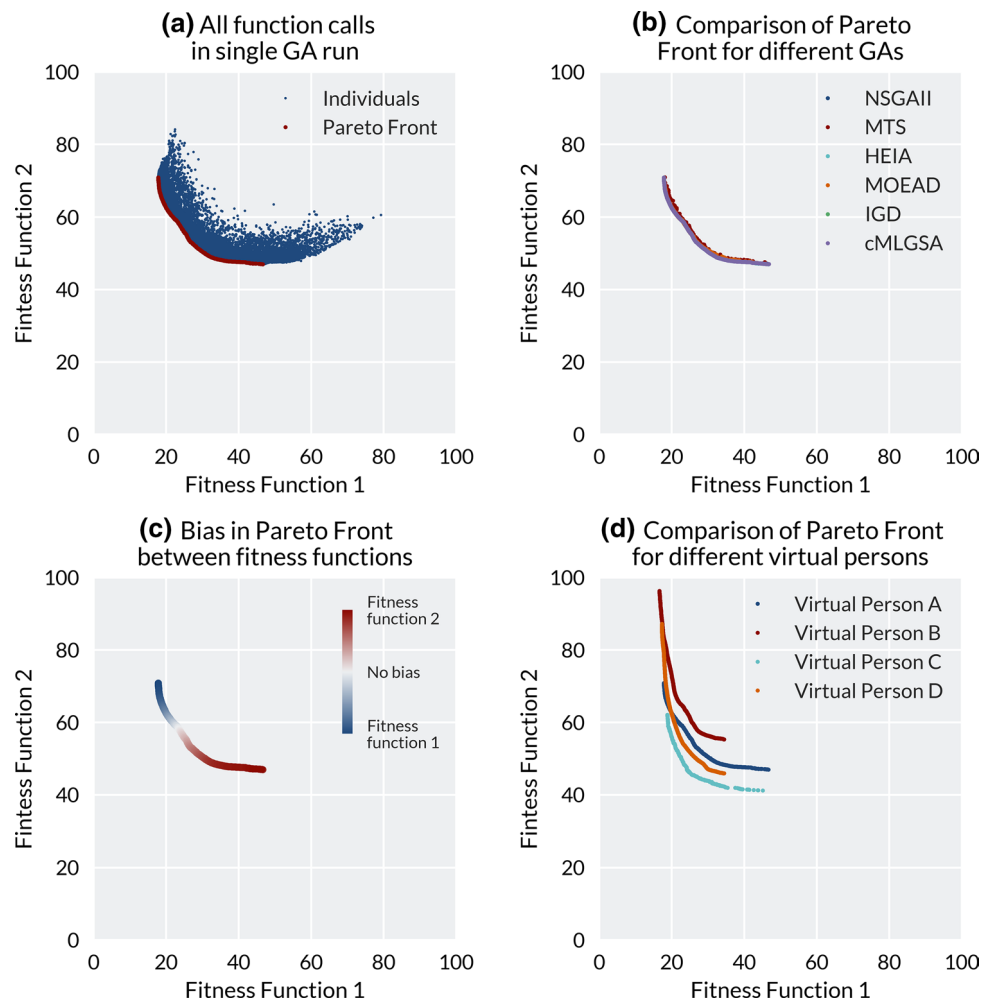 (a) All function calls
in single GA run
100
80
60
40
20
0
0 20 40 60 80 100
Fintess Function 2
Fitness Function 1
Individuals
Pareto Front
(b) Comparison of Pareto
Front for different GAs
100
80
60
40
20
0
0 20 40 60 80 100
Fintess Function 2
Fitness Function 1
NSGAII
MTS
HEIA
MOEAD
IGD
cMLGSA
(c) Bias in Pareto Front
between fitness functions
100
80
60
40
20
0
0 20 40 60 80 100
Fintess Function 2
Fitness Function 1
Fitness
function 2
No bias
Fitness
function 1
(d) Comparison of Pareto Front
for different virtual persons
100
80
60
40
20
0
0 20 40 60 80 100
Fintess Function 2
Fitness Function 1
Virtual Person A
Virtual Person B
Virtual Person C
Virtual Person D